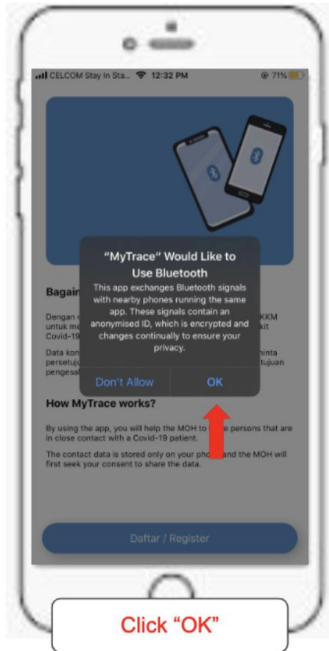 CELCOM Stay In Sta... 12:32 PM 71%
"MyTrace" Would Like to
Use Bluetooth
This app exchanges Bluetooth signals
with nearby phones running the same
app. These signals contain an
anonymised ID, which is encrypted and
changes continually to ensure your
privacy.
Don't Allow OK
Bagain
Dengan KKM
untuk me kit
Covid-19
Data kon minta
persetuj tujuan
pengesa
How MyTrace works?
By using the app, you will help the MOH to persons that are
in close contact with a Covid-19 patient.
The contact data is stored only on your phone and the MOH will
first seek your consent to share the data.
Daftar / Register
Click "OK"